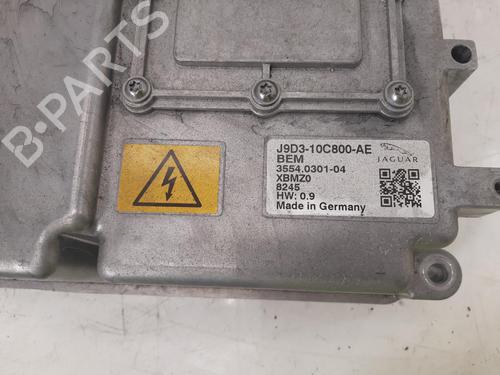 B-PARTS
J9D3-10C800-AE
BEM
3554.0301-04
XBMZ0
8245
HW: 0.9
Made in Germany
JAGUAR